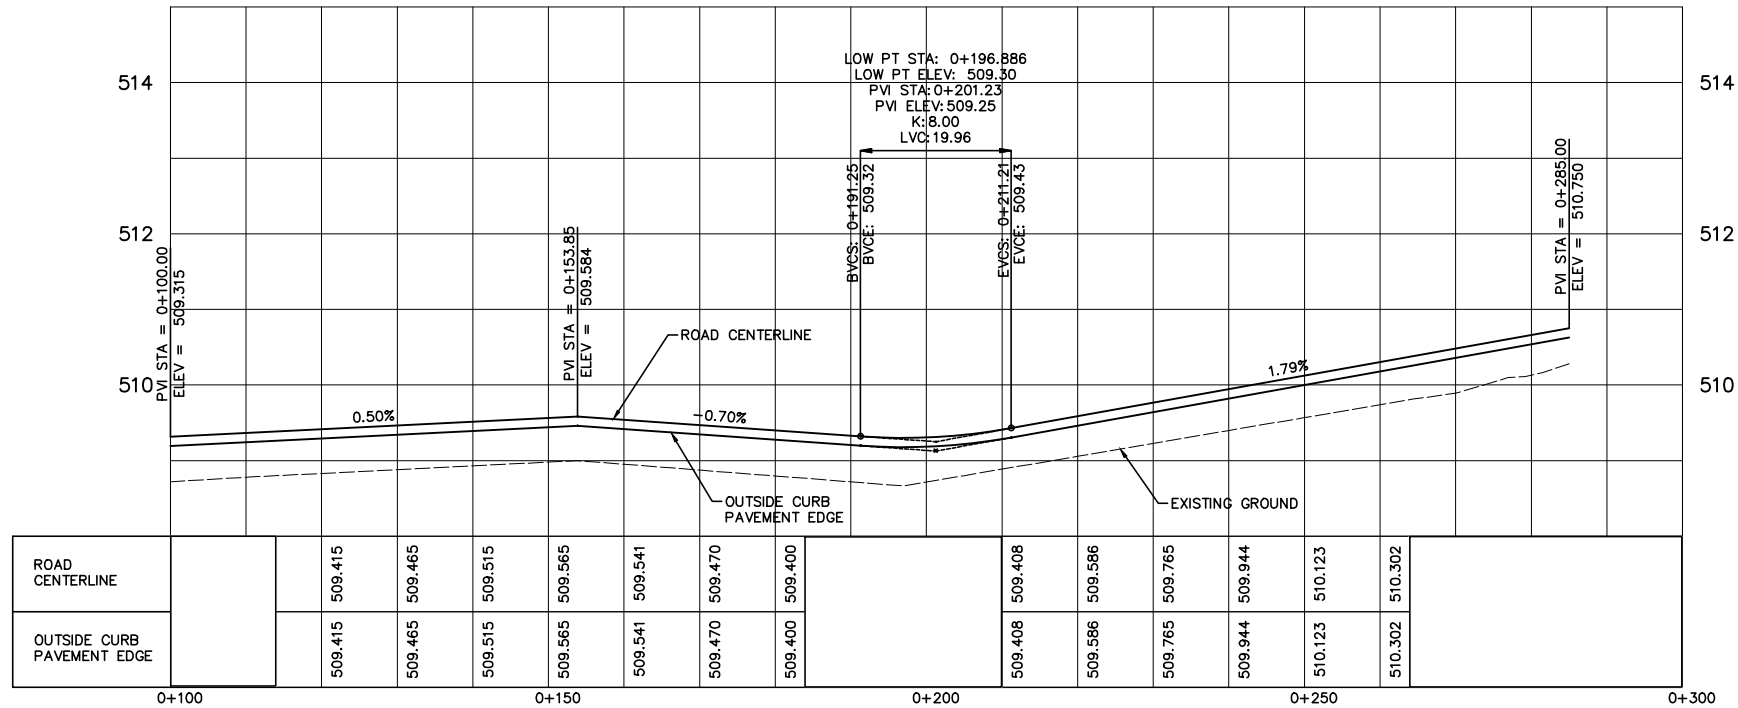 LOW PT STA: 0+196.886
LOW PT ELEV: 509.30
PVI STA:0+201.23
PVI ELEV:509.25
K:8.00
LVC:19.96
514
514
512
512
510
510
PVI STA = 0+100.00
ELEV = 509.315
PVI STA = 0+153.85
ELEV = 509.584
BVCS: 0+191.25
BVCE: 509.32
EVCS: 0+211.21
EVCE: 509.43
PVI STA = 0+285.00
ELEV = 510.750
ROAD CENTERLINE
0.50%
-0.70%
1.79%
OUTSIDE CURB
PAVEMENT EDGE
EXISTING GROUND
ROAD
CENTERLINE
509.415
509.465
509.515
509.565
509.541
509.470
509.400
509.408
509.586
509.765
509.944
510.123
510.302
OUTSIDE CURB
PAVEMENT EDGE
509.415
509.465
509.515
509.565
509.541
509.470
509.400
509.408
509.586
509.765
509.944
510.123
510.302
0+100
0+150
0+200
0+250
0+300